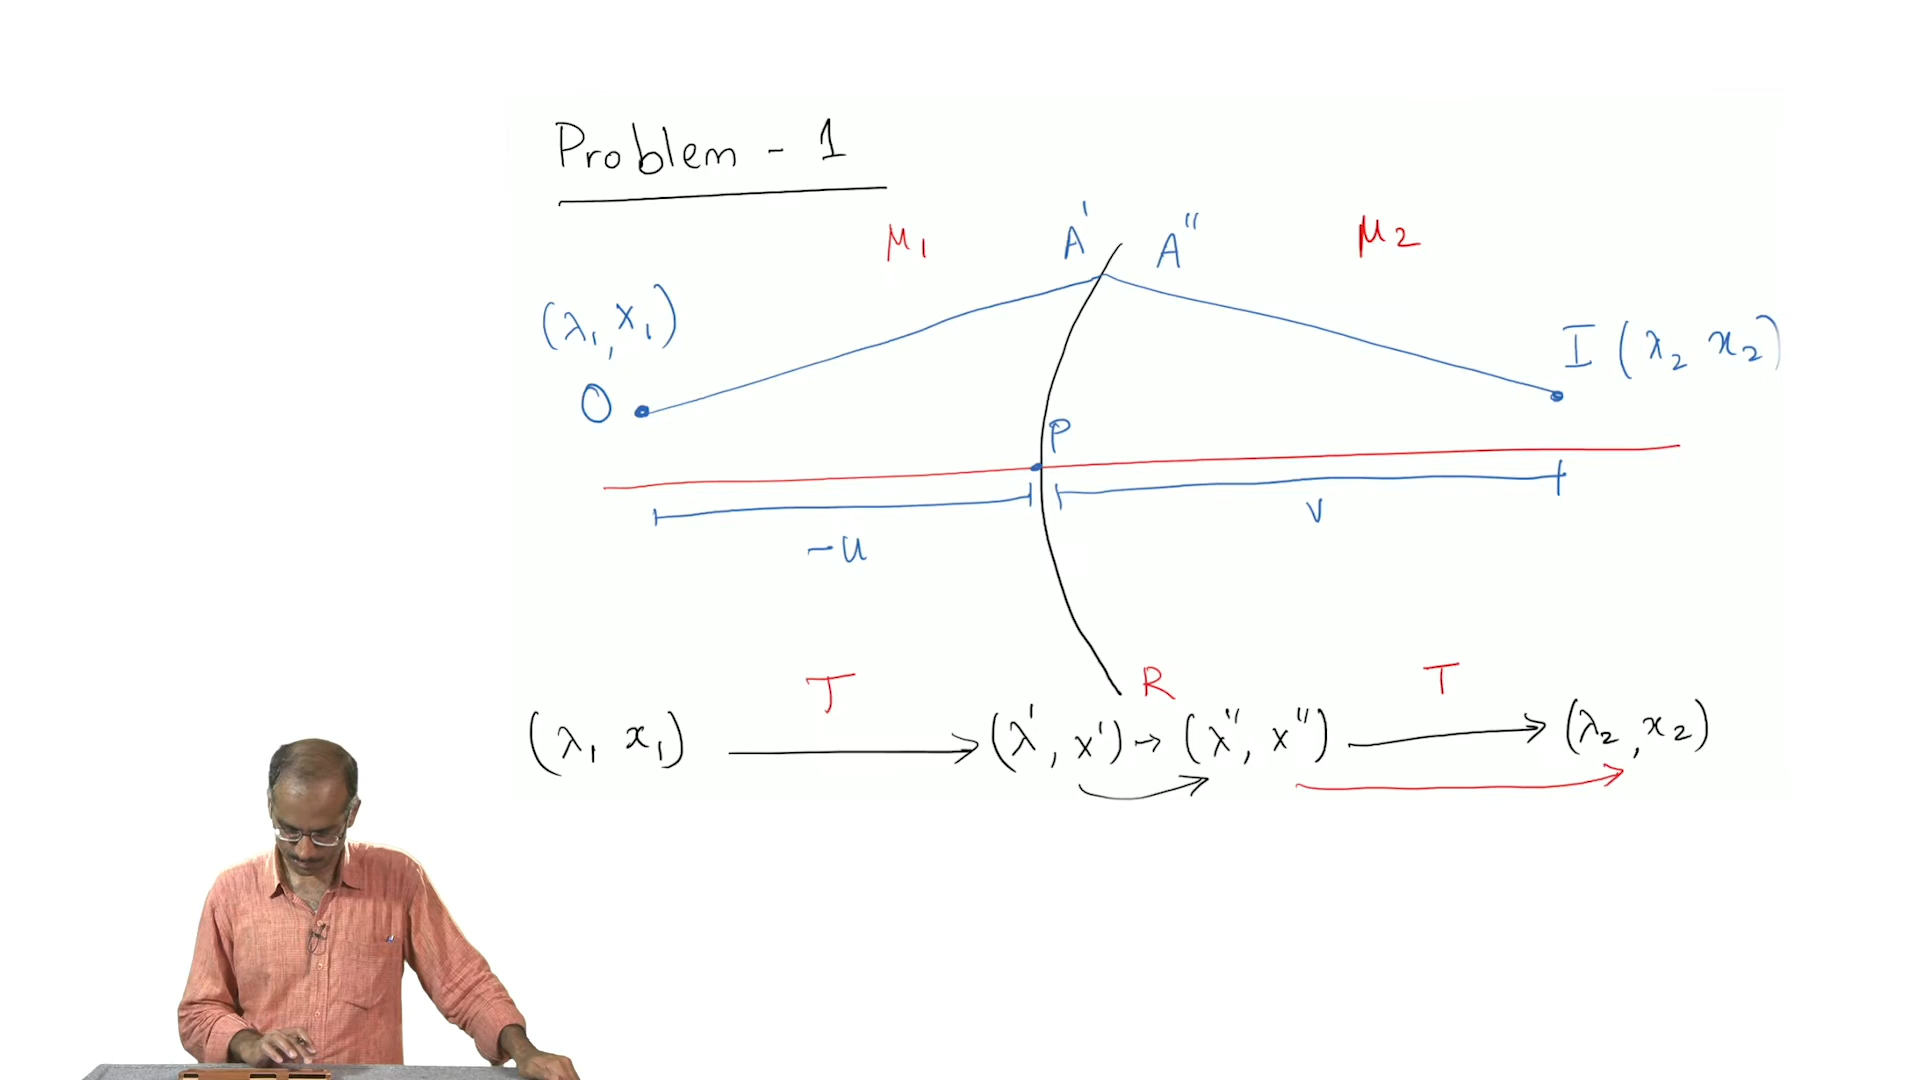 Problem - 1
μ1 A' A'' μ2
(λ1, x1)
I (λ2 x2)
O
P
-u v
T R T
(λ1 x1) → (λ', x') → (λ'', x'') → (λ2, x2)